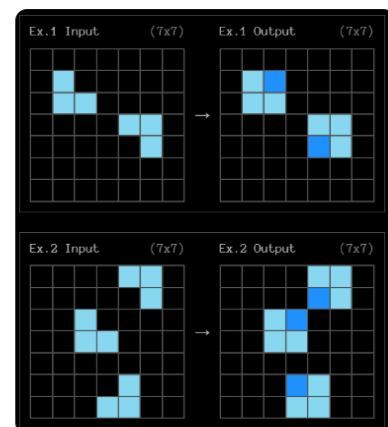 Ex.1 Input (7x7) Ex.1 Output (7x7)
→
Ex.2 Input (7x7) Ex.2 Output (7x7)
→